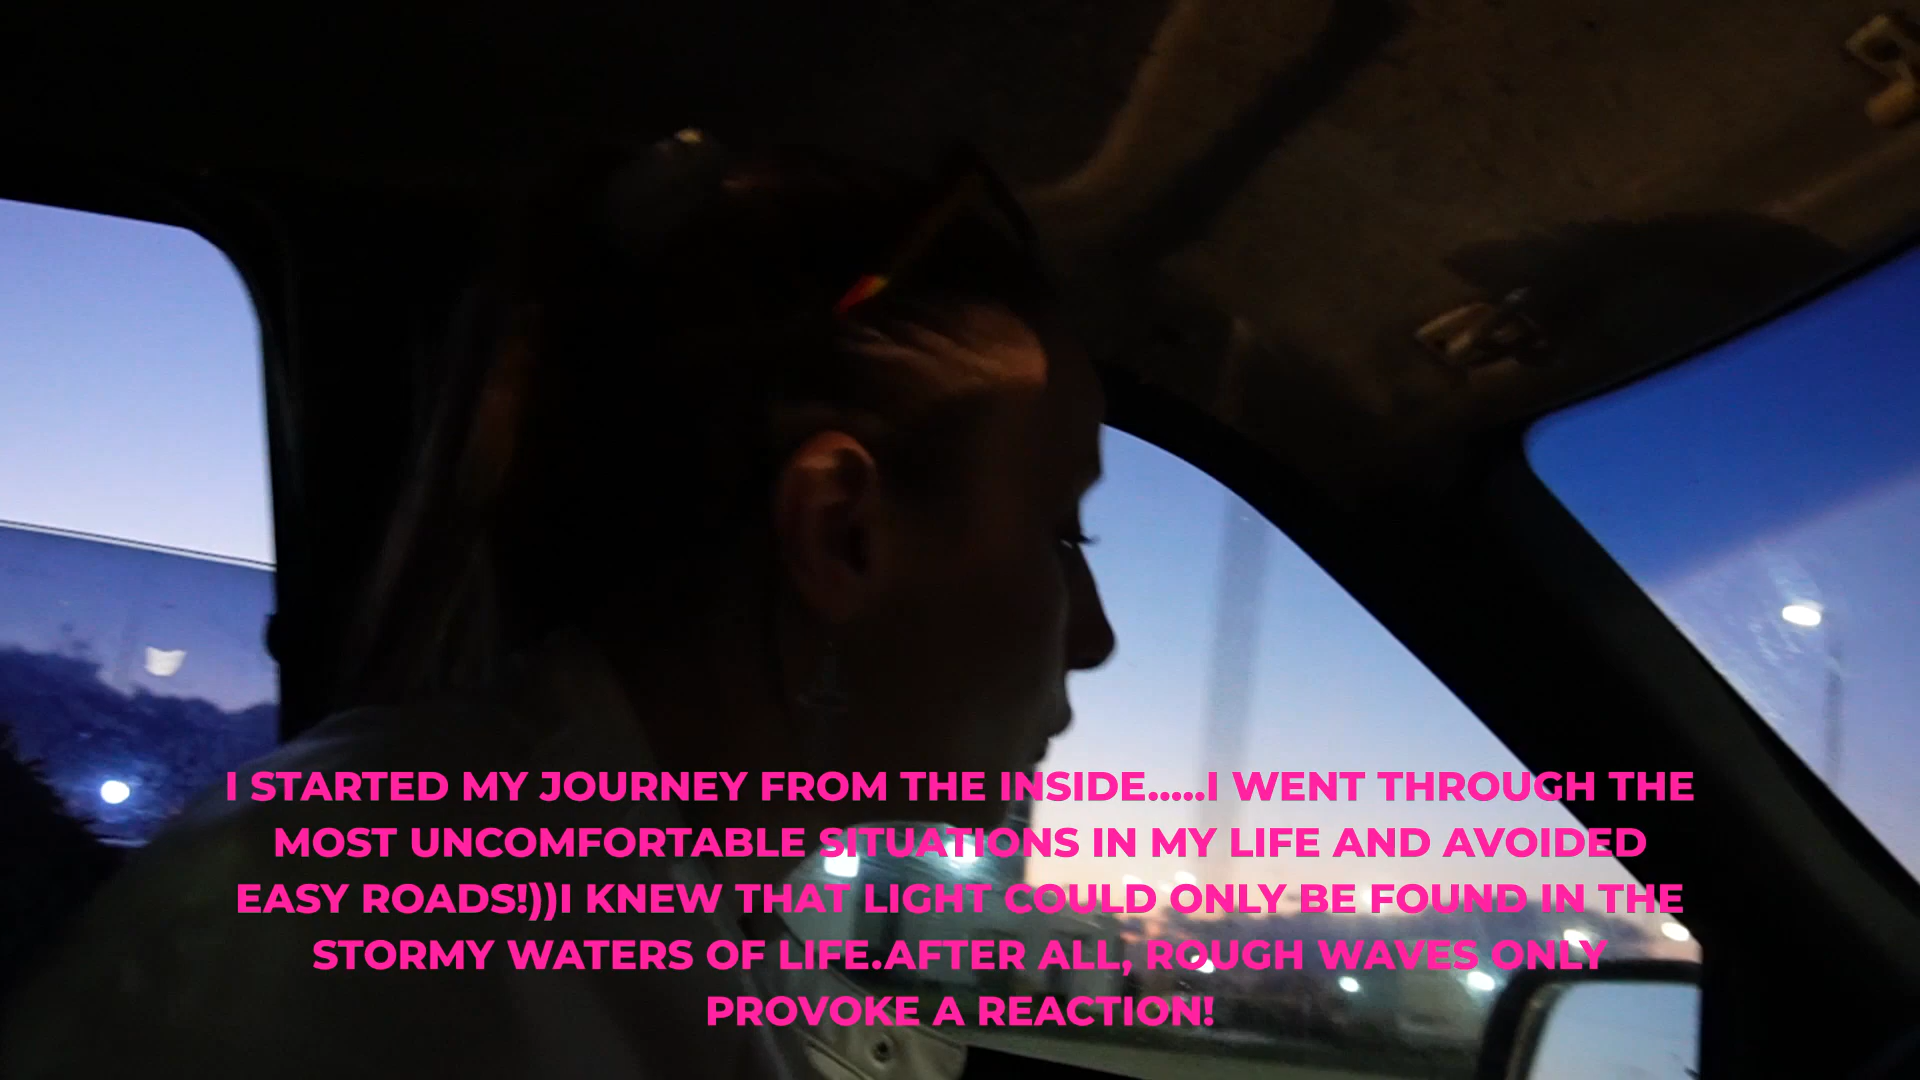 I STARTED MY JOURNEY FROM THE INSIDE.....I WENT THROUGH THE
MOST UNCOMFORTABLE SITUATIONS IN MY LIFE AND AVOIDED
EASY ROADS!))I KNEW THAT LIGHT COULD ONLY BE FOUND IN THE
STORMY WATERS OF LIFE.AFTER ALL, ROUGH WAVES ONLY
PROVOKE A REACTION!